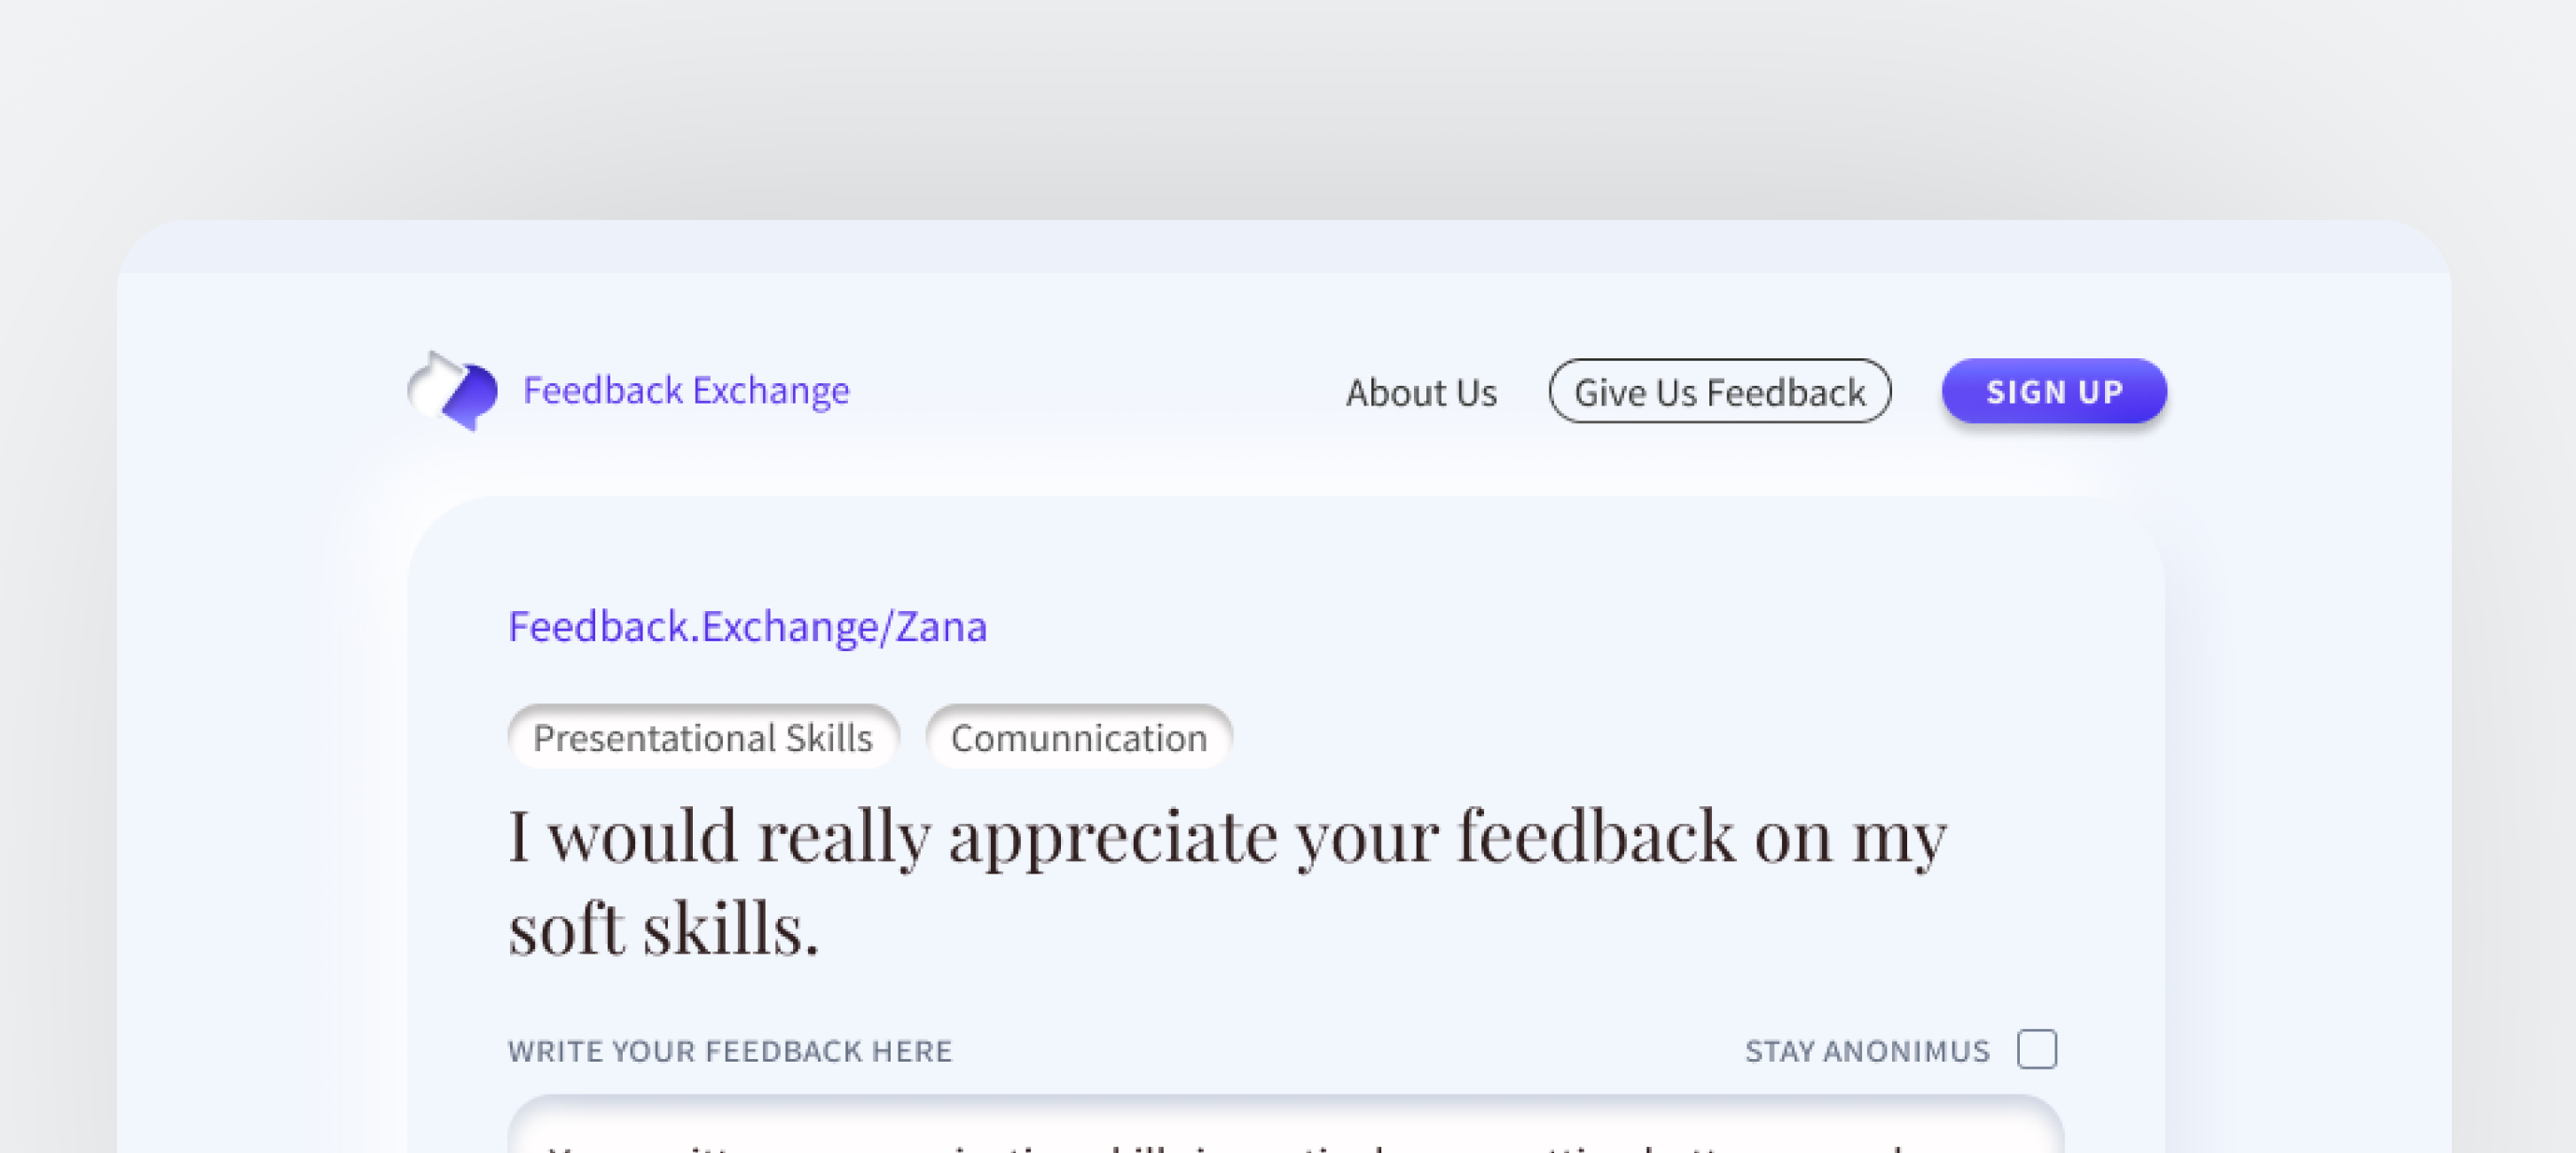 Feedback Exchange
About Us
Give Us Feedback
SIGN UP
Feedback.Exchange/Zana
Presentational Skills
Comunnication
I would really appreciate your feedback on my
soft skills.
WRITE YOUR FEEDBACK HERE
STAY ANONIMUS